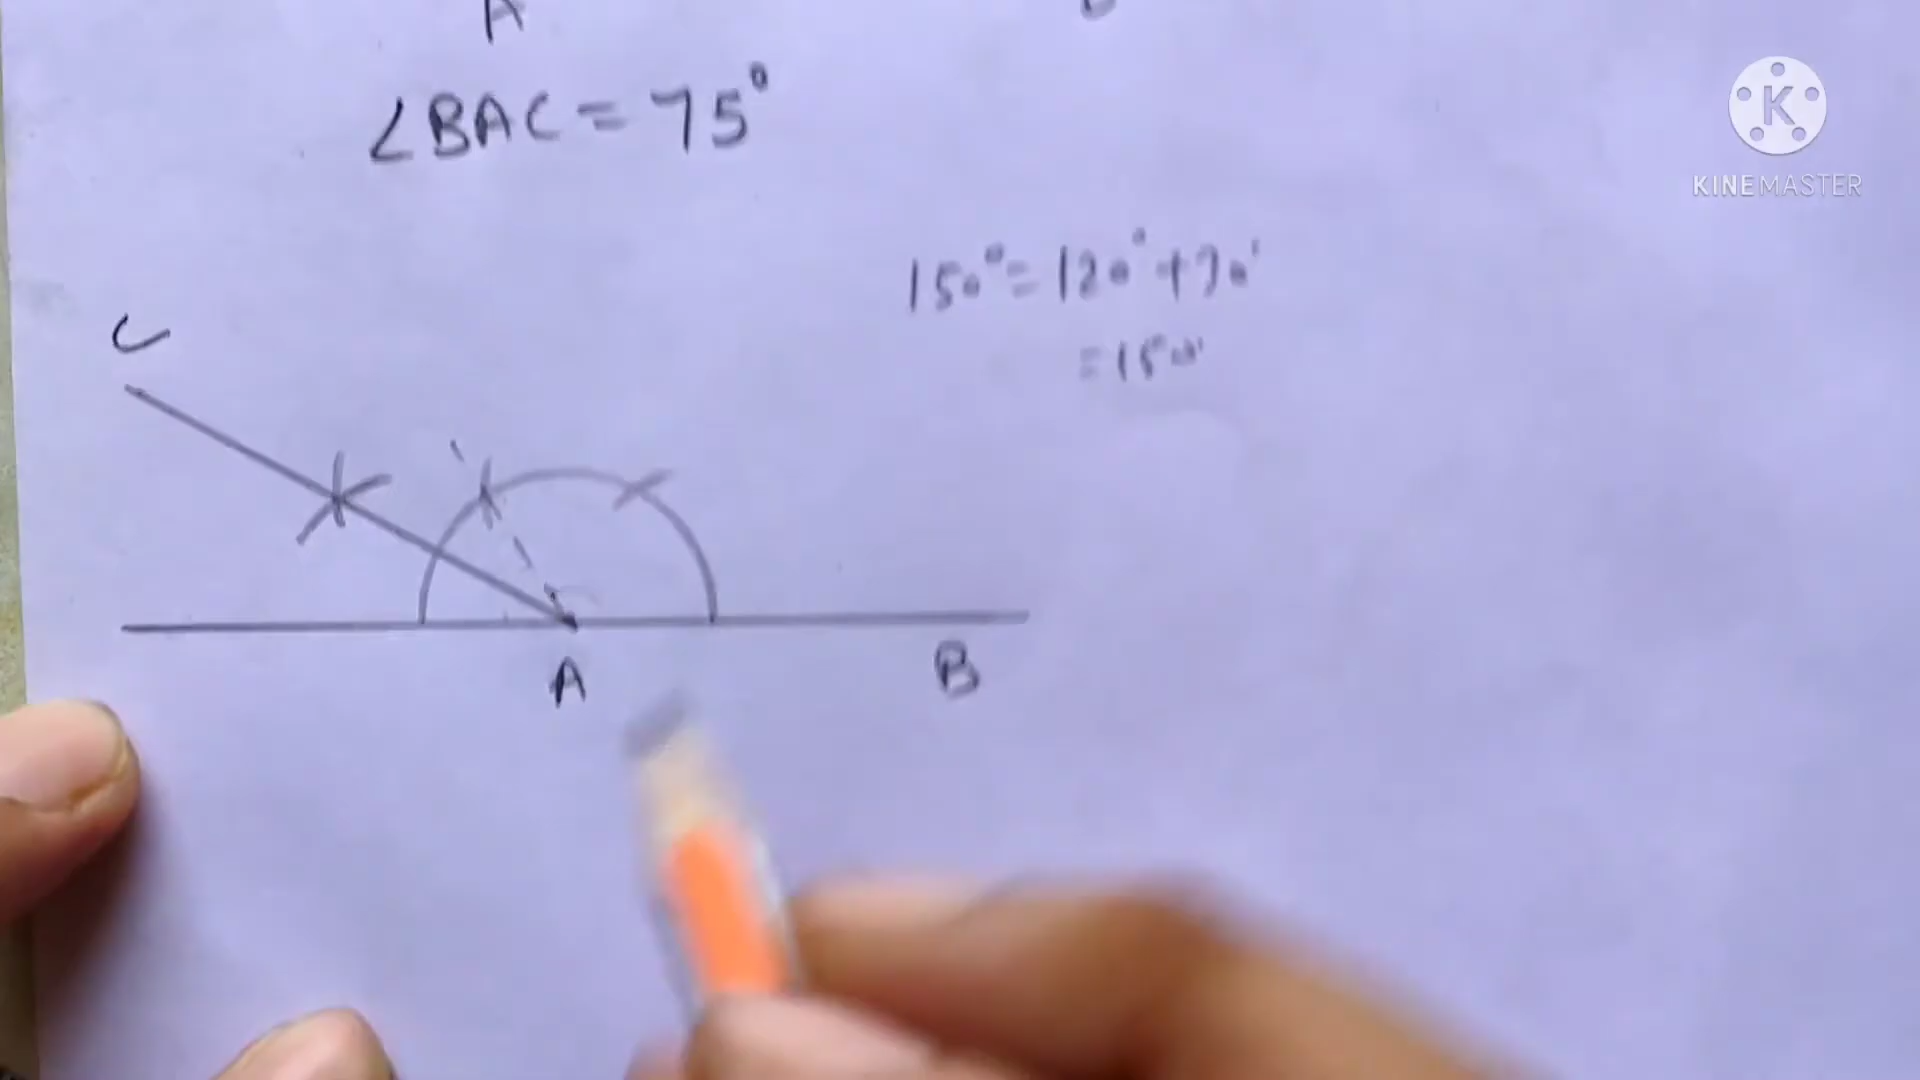 A
∠BAC = 75°
K
KINEMASTER
150° = 120° + 30°
= 150°
C
A
B